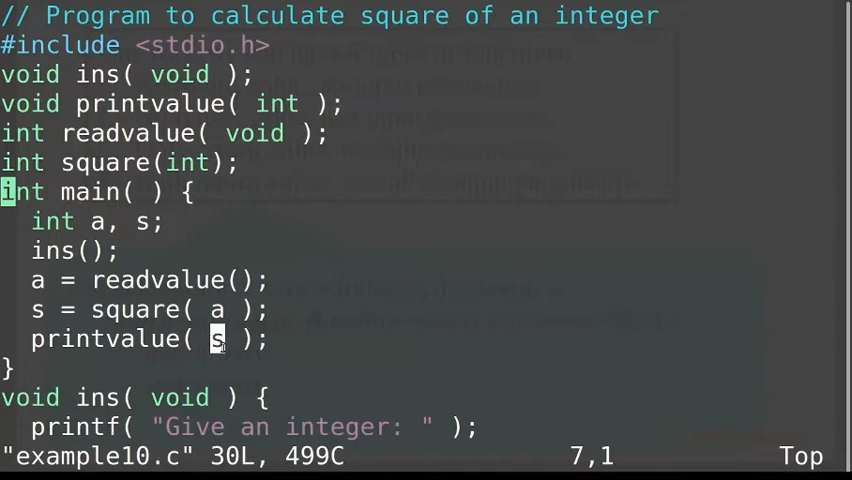 // Program to calculate square of an integer
#include <stdio.h>
void ins( void );
void printvalue( int );
int readvalue( void );
int square(int);
int main( ) {
  int a, s;
  ins();
  a = readvalue();
  s = square( a );
  printvalue( s );
}
void ins( void ) {
  printf( "Give an integer: " );
"example10.c" 30L, 499C 7,1 Top